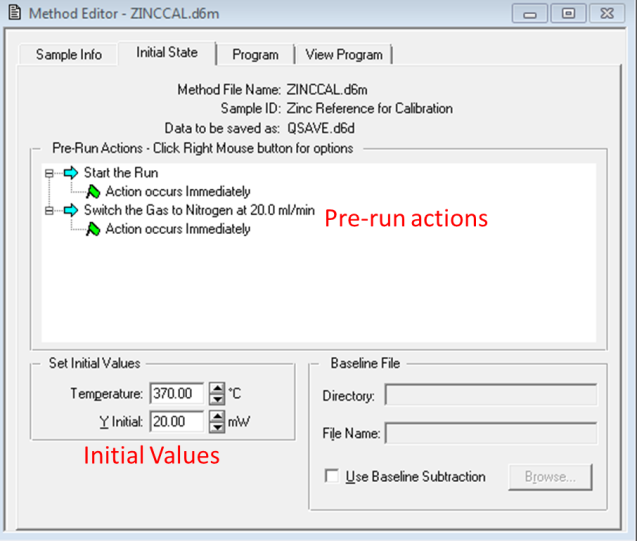 Method Editor - ZINCCAL.d6m
Sample Info Initial State Program View Program
Method File Name: ZINCCAL.d6m
Sample ID: Zinc Reference for Calibration
Data to be saved as: QSAVE.d6d
Pre-Run Actions - Click Right Mouse button for options
Start the Run
Action occurs Immediately
Switch the Gas to Nitrogen at 20.0 ml/min
Action occurs Immediately
Pre-run actions
Set Initial Values
Temperature: 370.00 °C
Y Initial: 20.00 mW
Initial Values
Baseline File
Directory:
File Name:
Use Baseline Subtraction
Browse...